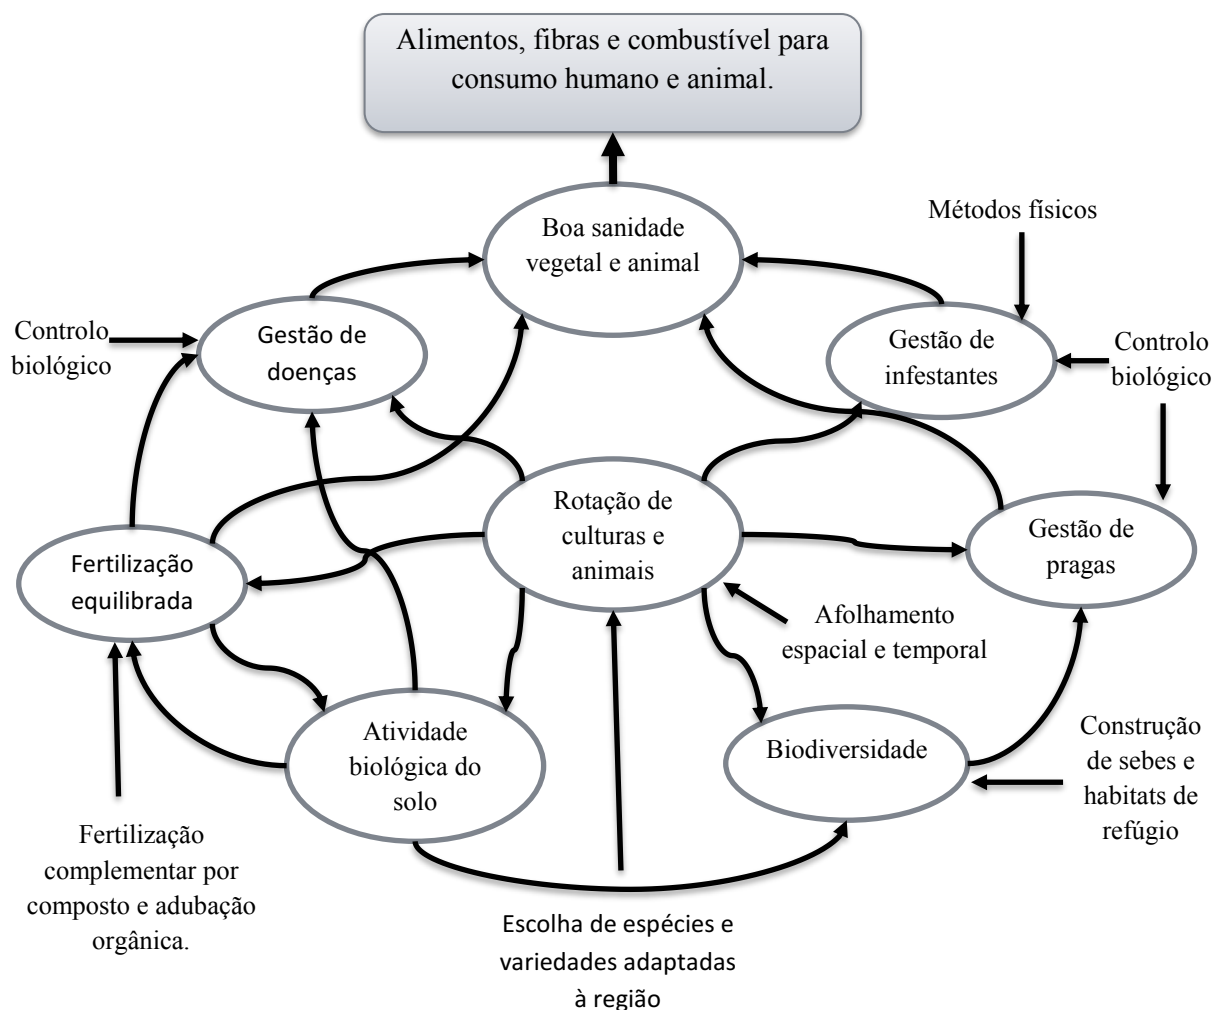 Alimentos, fibras e combustível para
consumo humano e animal.
Boa sanidade
vegetal e animal
Métodos físicos
Controlo
biológico
Gestão de
doenças
Gestão de
infestantes
Controlo
biológico
Rotação de
culturas e
animais
Gestão de
pragas
Fertilização
equilibrada
Afolhamento
espacial e temporal
Atividade
biológica do
solo
Biodiversidade
Construção
de sebes e
habitats de
refúgio
Fertilização
complementar por
composto e adubação
orgânica.
Escolha de espécies e
variedades adaptadas
à região